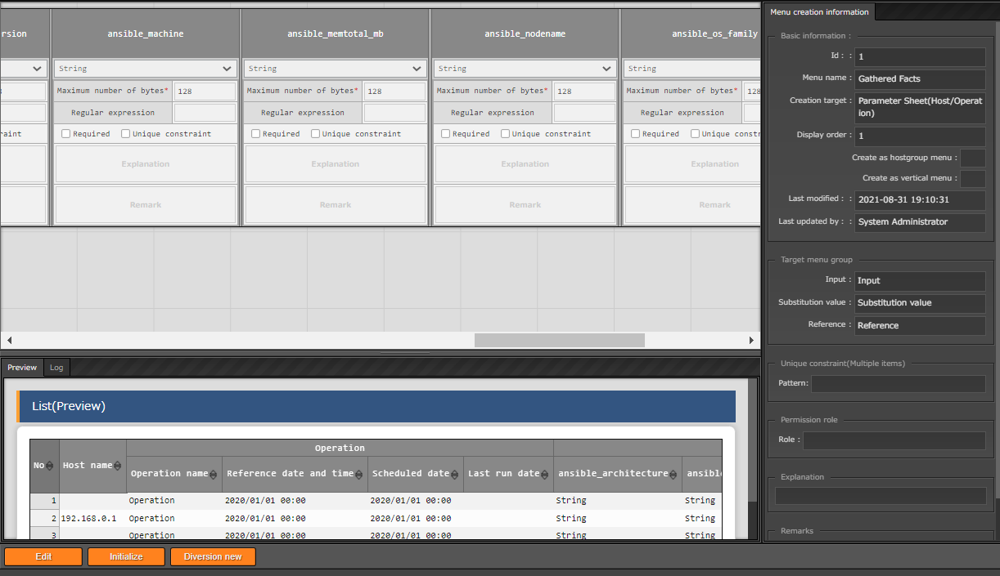 rsion ansible_machine ansible_memtotal_mb ansible_nodename ansible_os_family
String String String String
Maximum number of bytes* 128 Maximum number of bytes* 128 Maximum number of bytes* 128 Maximum number of bytes* 128
Regular expression Regular expression Regular expression Regular expression
raint Required Unique constraint Required Unique constraint Required Unique constraint Required Unique constr
Explanation Explanation Explanation Explanation
Remark Remark Remark Remark
Preview Log
List(Preview)
Operation
No Host name Operation name Reference date and time Scheduled date Last run date ansible_architecture ansible
1 Operation 2020/01/01 00:00 2020/01/01 00:00 String String
2 192.168.0.1 Operation 2020/01/01 00:00 2020/01/01 00:00 String String
3 Operation 2020/01/01 00:00 2020/01/01 00:00 String String
Edit Initialize Diversion new
Menu creation information
Basic information :
Id : : 1
Menu name : Gathered Facts
Creation target : Parameter Sheet(Host/Operat
ion)
Display order : 1
Create as hostgroup menu :
Create as vertical menu :
Last modified : : 2021-08-31 19:10:31
Last updated by : : System Administrator
Target menu group
Input : Input
Substitution value : Substitution value
Reference : Reference
Unique constraint(Multiple items)
Pattern:
Permission role
Role :
Explanation
Remarks